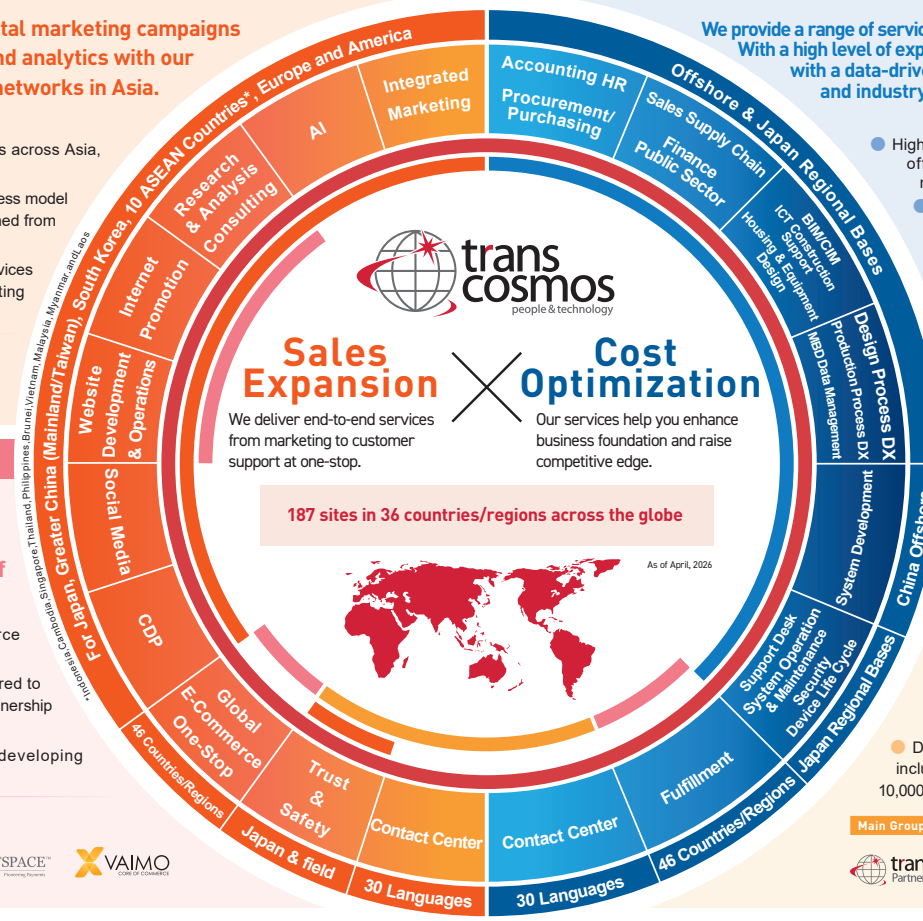 tal marketing campaigns
nd analytics with our
networks in Asia.
We provide a range of servic
With a high level of exp
with a data-drive
and industry
s across Asia,
ess model
ned from
vices
ting
High
of
f
rce
red to
nership
developing
SPACE™
VAIMO
CORE OF COMMERCE
D
inclu
10,000
Main Group
tran
Partner
For Japan, Greater China (Mainland/Taiwan), South Korea, 10 ASEAN Countries*, Europe and America
*Indonesia,Cambodia,Singapore,Thailand,Philippines,Brunei,Vietnam,Malaysia,Myanmar,andLaos
Offshore & Japan Regional Bases
China Offshore
Japan Regional Bases
46 Countries/Regions
30 Languages
30 Languages
Japan & field
46 Countries/Regions
Integrated
Marketing
AI
Research
& Analysis
Consulting
Internet
Promotion
Website
Development
& Operations
Social Media
CDP
Global
E-Commerce
One-Stop
Trust
&
Safety
Contact Center
Accounting HR
Procurement/
Purchasing
Sales Supply Chain
Finance
Public Sector
BIM/CIM
ICT Construction
Support
Housing & Equipment
Design
Design Process DX
Production Process DX
MBD Data Management
System Development
Support Desk
System Operation
& Maintenance
Security
Device Life Cycle
Fulfillment
Contact Center
trans
cosmos
people & technology
Sales
Expansion
We deliver end-to-end services
from marketing to customer
support at one-stop.
Cost
Optimization
Our services help you enhance
business foundation and raise
competitive edge.
187 sites in 36 countries/regions across the globe
As of April, 2026